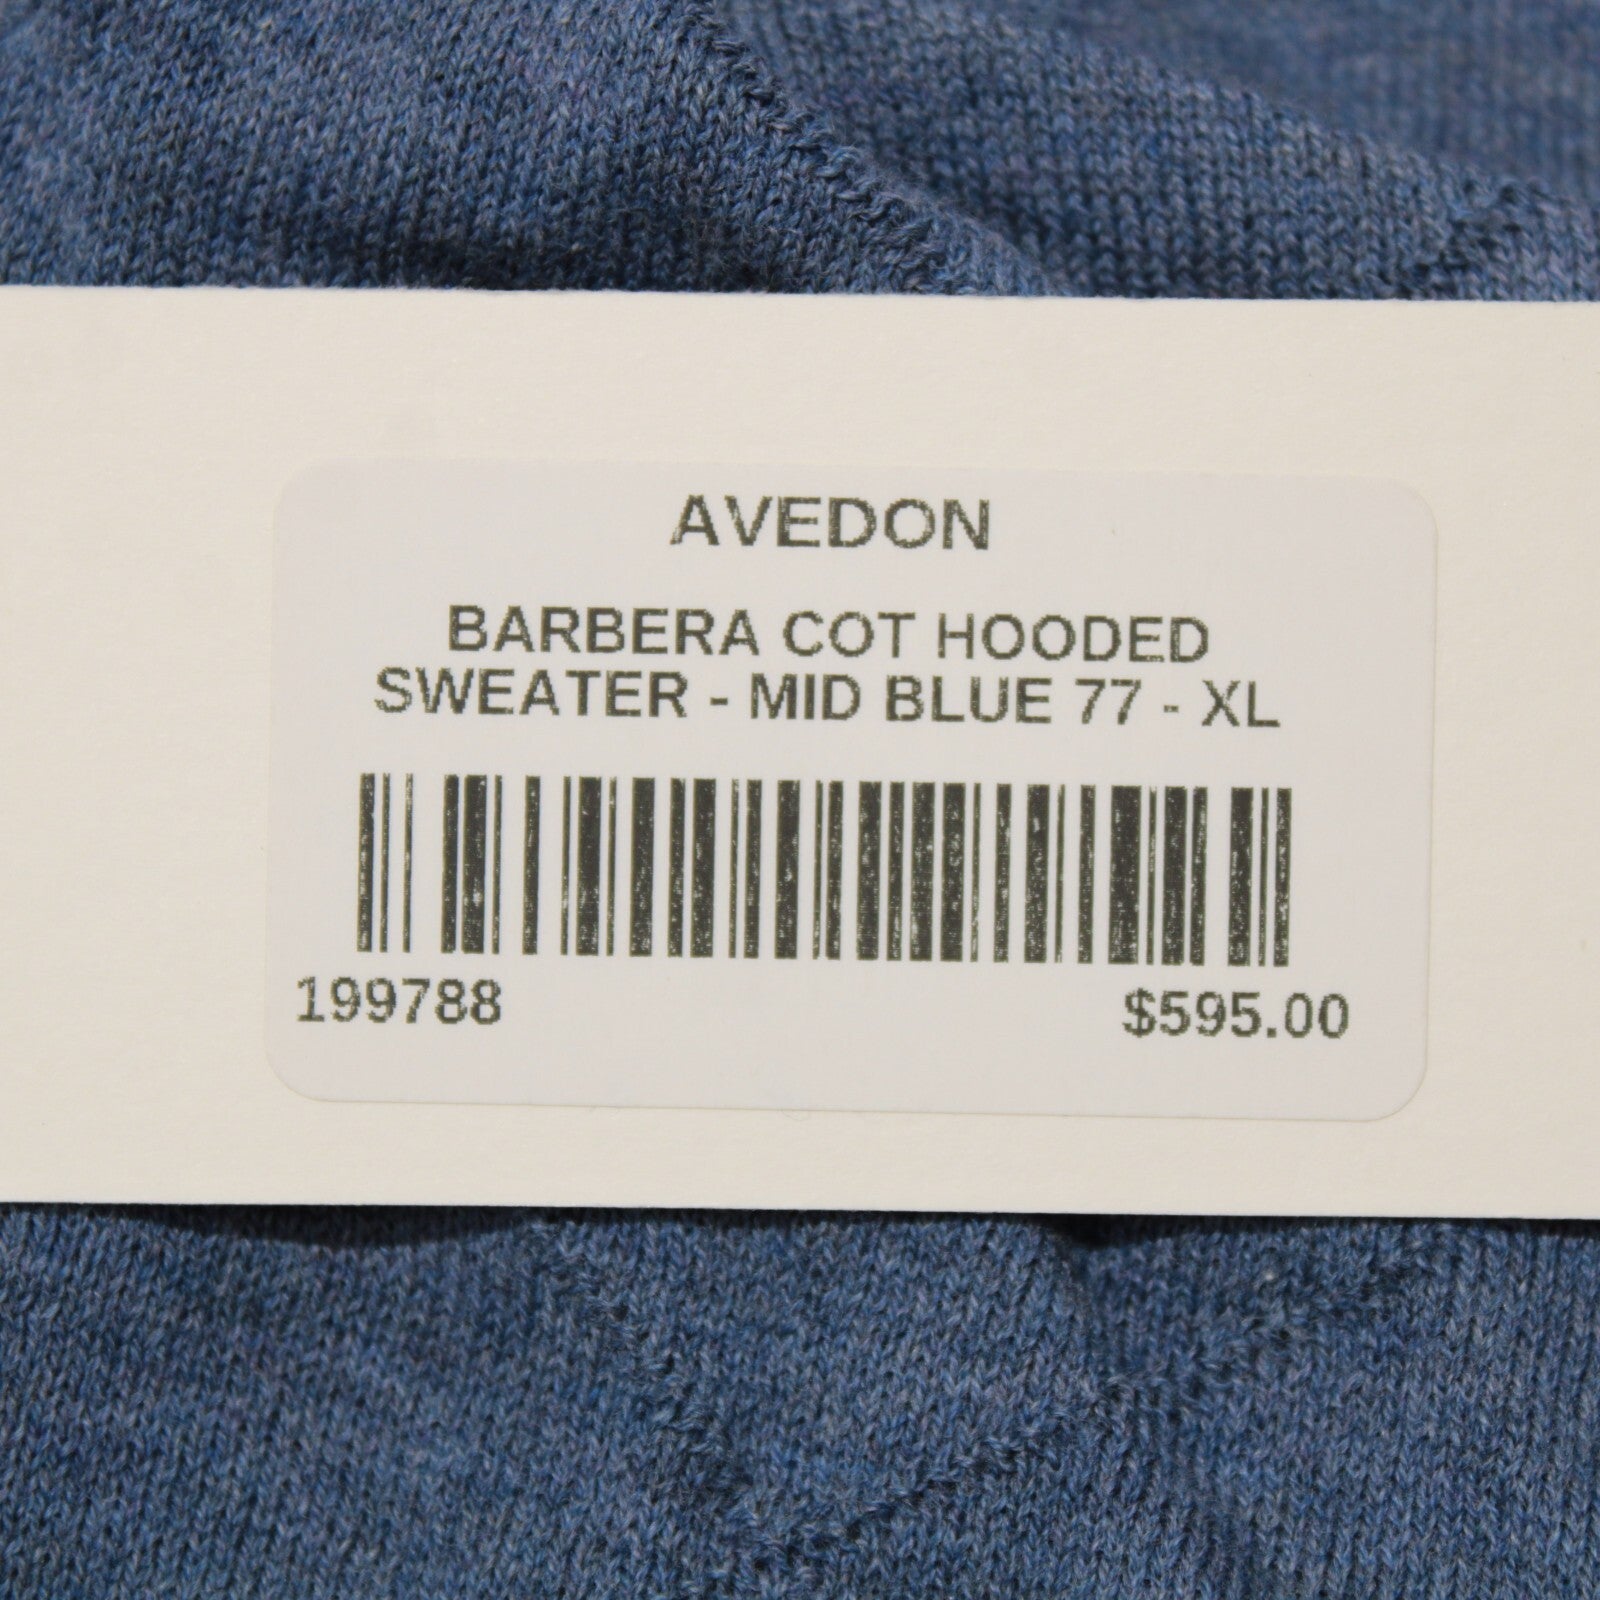 AVEDON
BARBERA COT HOODED
SWEATER - MID BLUE 77 - XL
199788
$595.00